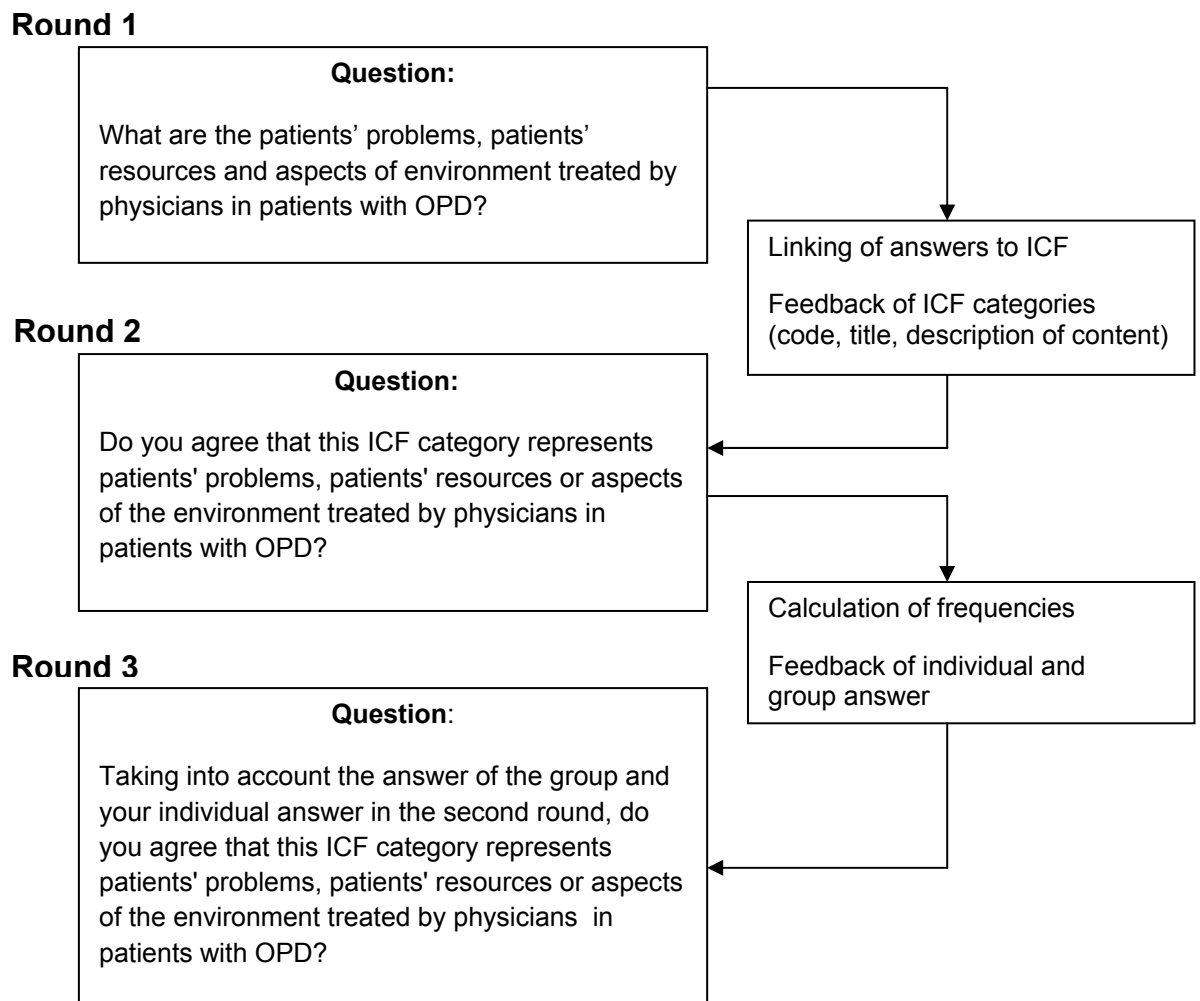 Round 1
Question:
What are the patients’ problems, patients’
resources and aspects of environment treated by
physicians in patients with OPD?
Linking of answers to ICF
Feedback of ICF categories
(code, title, description of content)
Round 2
Question:
Do you agree that this ICF category represents
patients' problems, patients' resources or aspects
of the environment treated by physicians in
patients with OPD?
Calculation of frequencies
Feedback of individual and
group answer
Round 3
Question:
Taking into account the answer of the group and
your individual answer in the second round, do
you agree that this ICF category represents
patients' problems, patients' resources or aspects
of the environment treated by physicians in
patients with OPD?